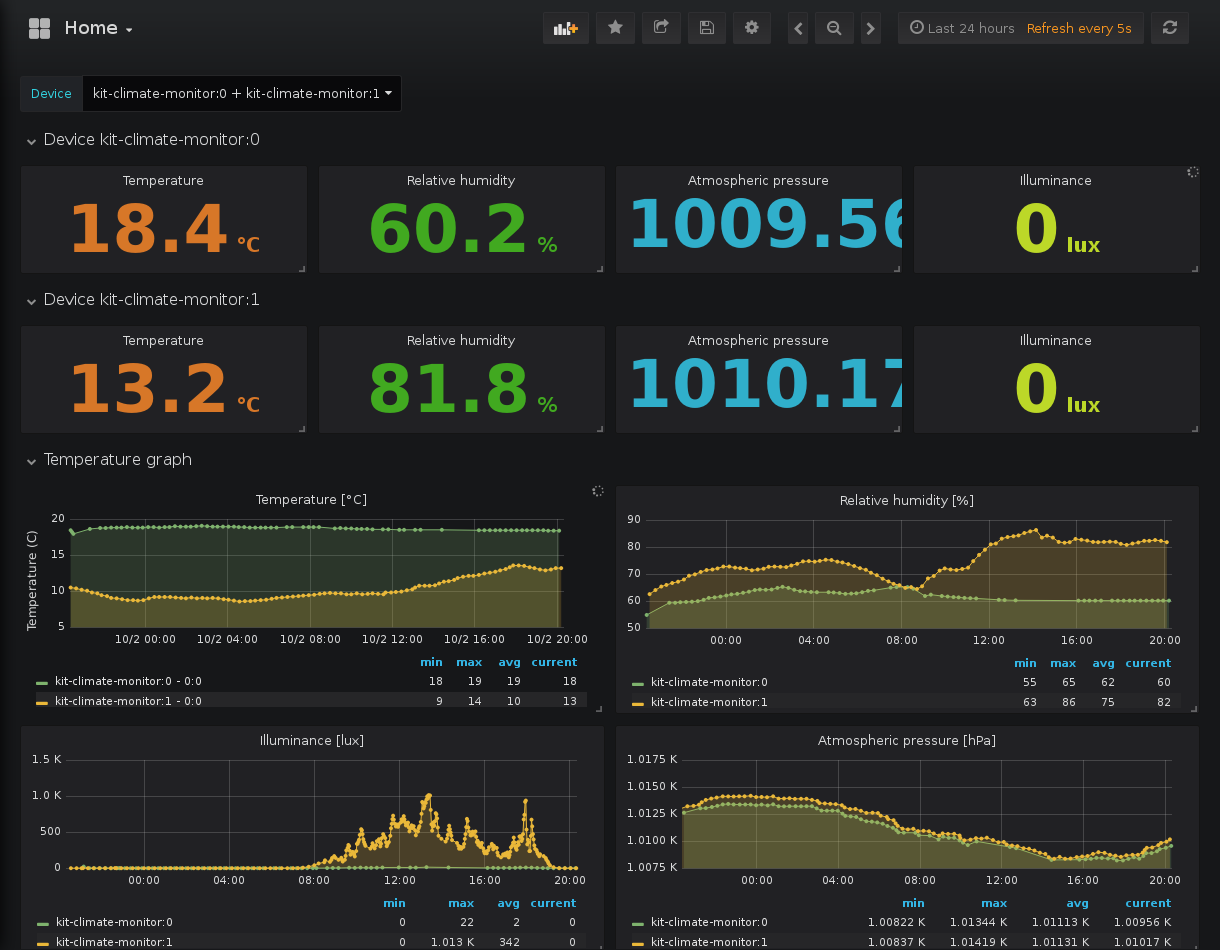 Home
Last 24 hours Refresh every 5s
Device kit-climate-monitor:0 + kit-climate-monitor:1
Device kit-climate-monitor:0
Temperature Relative humidity Atmospheric pressure Illuminance
18.4 °C 60.2 % 1009.56 0 lux
Device kit-climate-monitor:1
Temperature Relative humidity Atmospheric pressure Illuminance
13.2 °C 81.8 % 1010.17 0 lux
Temperature graph
Temperature [°C]
Temperature (C)
20
15
10
5
10/2 00:00 10/2 04:00 10/2 08:00 10/2 12:00 10/2 16:00 10/2 20:00
min max avg current
kit-climate-monitor:0 - 0:0 18 19 19 18
kit-climate-monitor:1 - 0:0 9 14 10 13
Relative humidity [%]
90
80
70
60
50
00:00 04:00 08:00 12:00 16:00 20:00
min max avg current
kit-climate-monitor:0 55 65 62 60
kit-climate-monitor:1 63 86 75 82
Illuminance [lux]
1.5 K
1.0 K
500
0
00:00 04:00 08:00 12:00 16:00 20:00
min max avg current
kit-climate-monitor:0 0 22 2 0
kit-climate-monitor:1 0 1.013 K 342 0
Atmospheric pressure [hPa]
1.0175 K
1.0150 K
1.0125 K
1.0100 K
1.0075 K
00:00 04:00 08:00 12:00 16:00 20:00
min max avg current
kit-climate-monitor:0 1.00822 K 1.01344 K 1.01113 K 1.00956 K
kit-climate-monitor:1 1.00837 K 1.01419 K 1.01131 K 1.01017 K